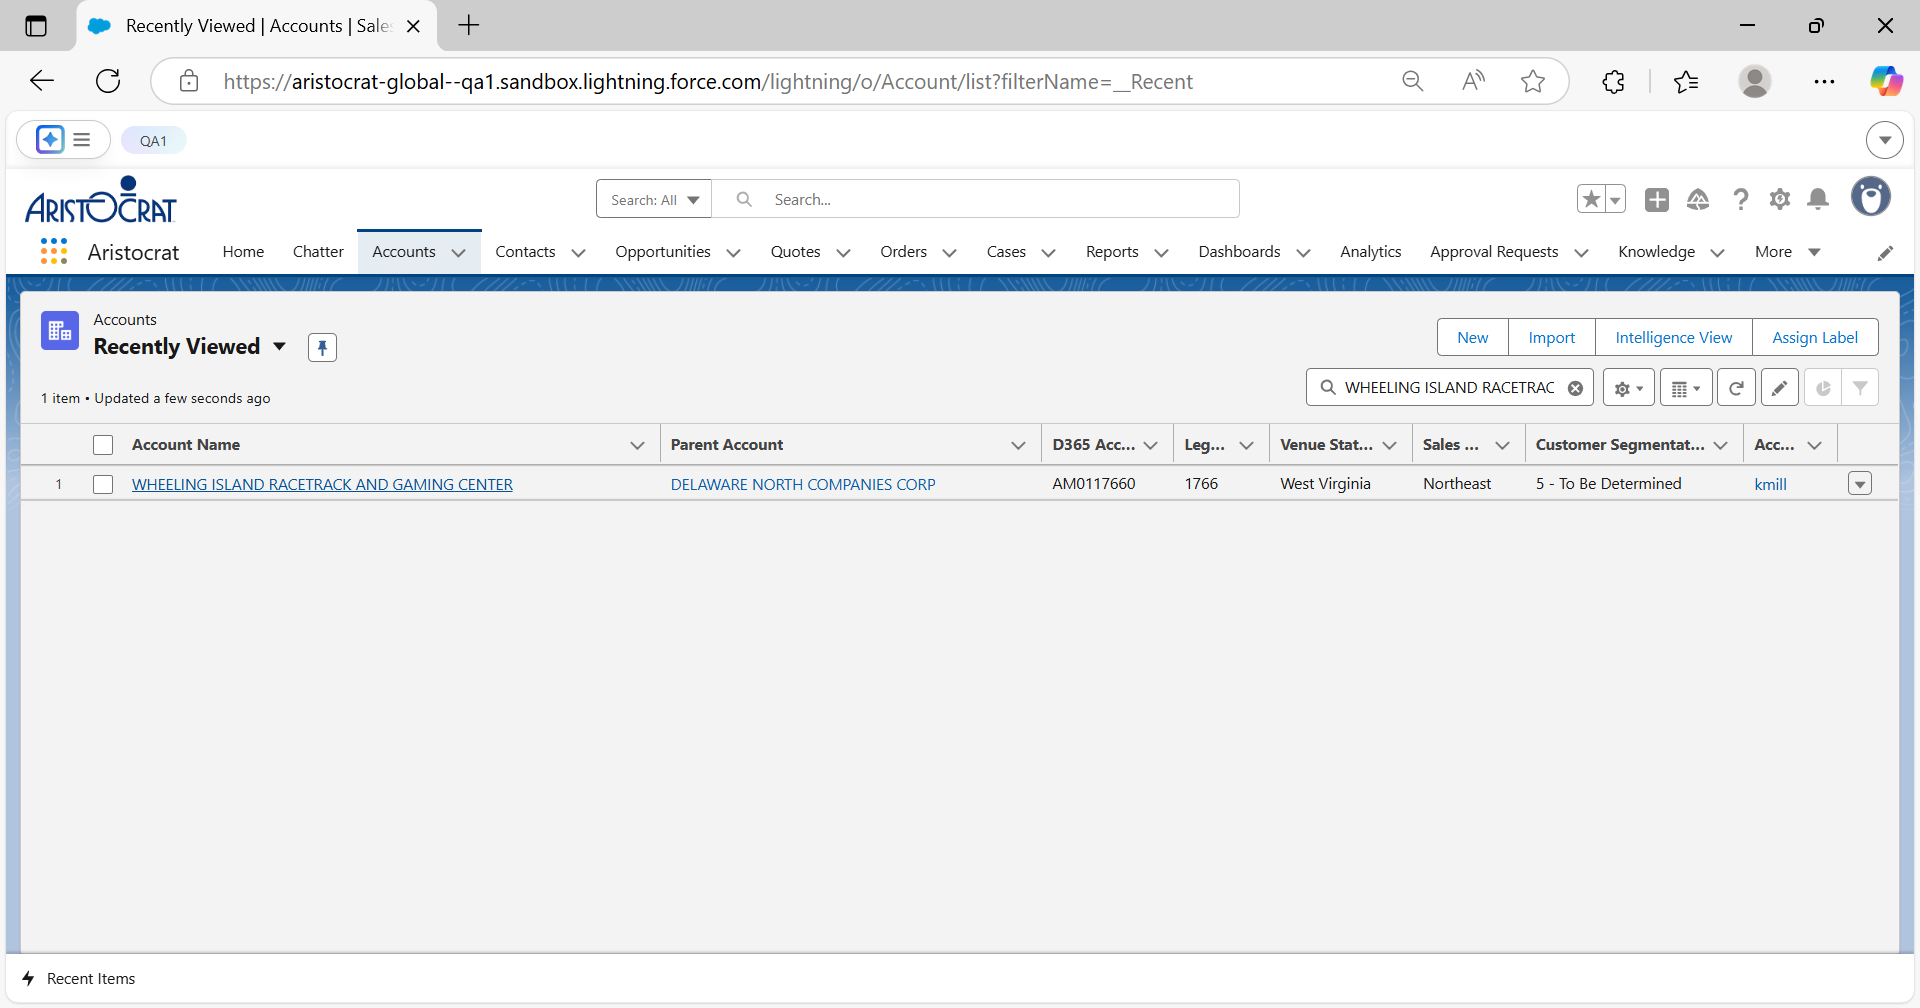 Recently Viewed | Accounts | Sales
https://aristocrat-global--qa1.sandbox.lightning.force.com/lightning/o/Account/list?filterName=__Recent
QA1
ARISTOCRAT
Search: All
Search...
Aristocrat
Home
Chatter
Accounts
Contacts
Opportunities
Quotes
Orders
Cases
Reports
Dashboards
Analytics
Approval Requests
Knowledge
More
Accounts
Recently Viewed
New
Import
Intelligence View
Assign Label
1 item • Updated a few seconds ago
WHEELING ISLAND RACETRAC
Account Name
Parent Account
D365 Acc...
Leg...
Venue Stat...
Sales ...
Customer Segmentat...
Acc...
1
WHEELING ISLAND RACETRACK AND GAMING CENTER
DELAWARE NORTH COMPANIES CORP
AM0117660
1766
West Virginia
Northeast
5 - To Be Determined
kmill
Recent Items